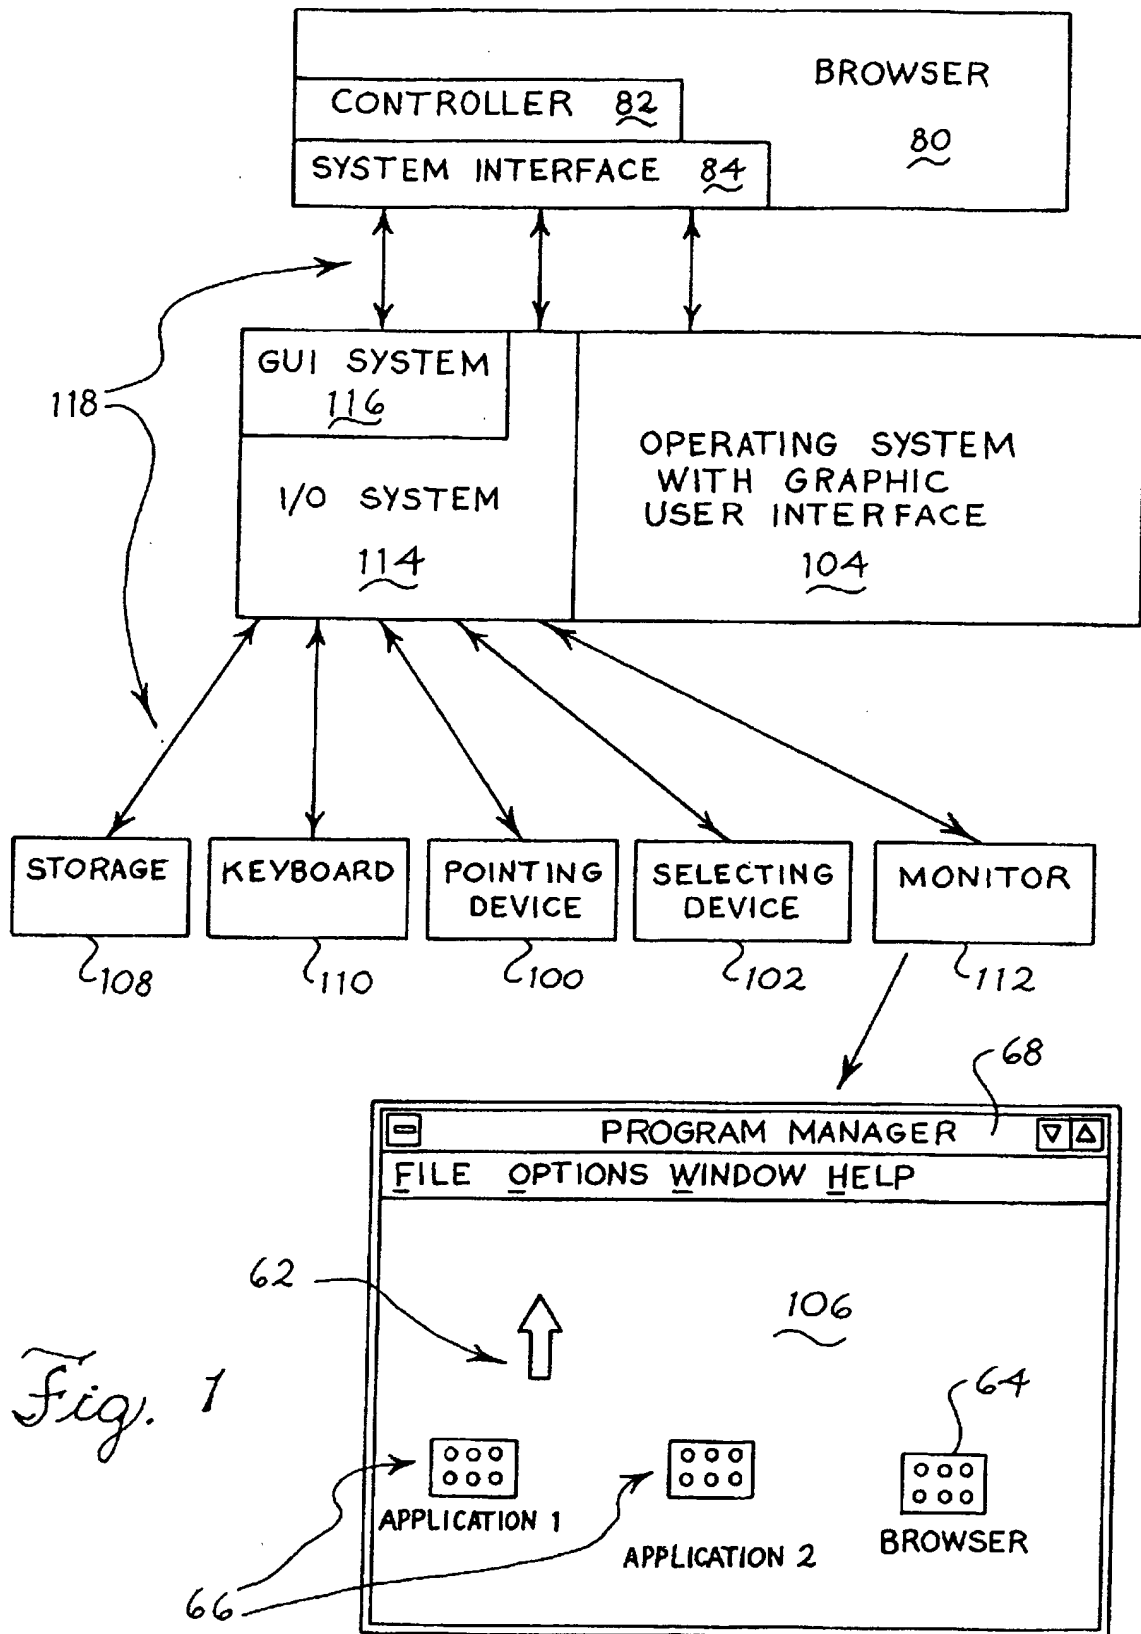 BROWSER
80
CONTROLLER 82
SYSTEM INTERFACE 84
118
GUI SYSTEM
116
I/O SYSTEM
114
OPERATING SYSTEM
WITH GRAPHIC
USER INTERFACE
104
STORAGE
KEYBOARD
POINTING
DEVICE
SELECTING
DEVICE
MONITOR
108
110
100
102
112
68
PROGRAM MANAGER
FILE OPTIONS WINDOW HELP
62
106
64
Fig. 1
APPLICATION 1
APPLICATION 2
BROWSER
66